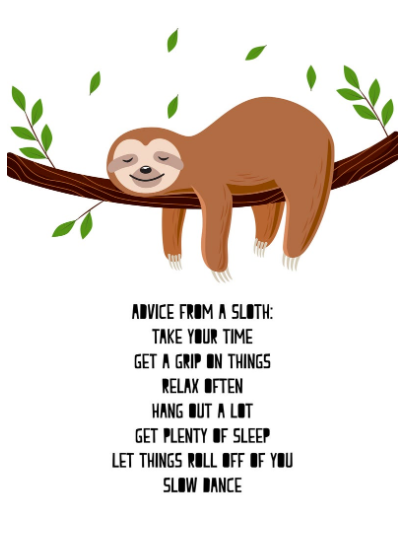 ADVICE FROM A SLOTH:
TAKE YOUR TIME
GET A GRIP ON THINGS
RELAX OFTEN
HANG OUT A LOT
GET PLENTY OF SLEEP
LET THINGS ROLL OFF OF YOU
SLOW DANCE